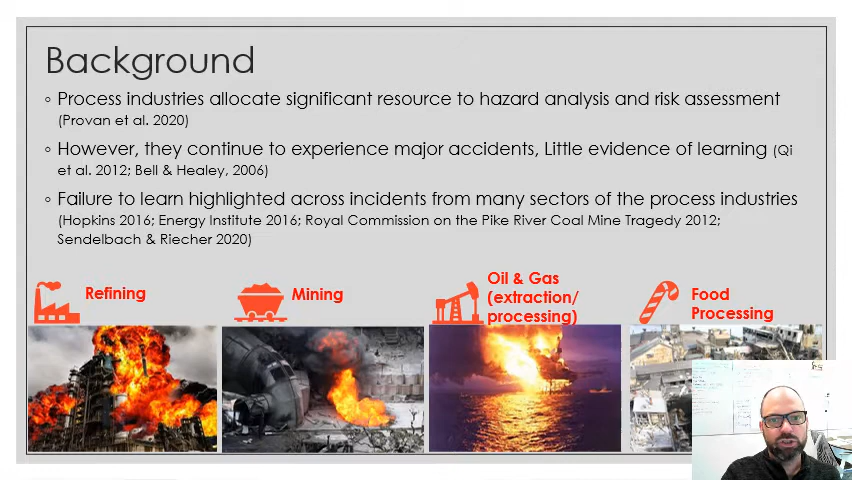 Background
◦ Process industries allocate significant resource to hazard analysis and risk assessment
(Provan et al. 2020)
◦ However, they continue to experience major accidents, Little evidence of learning (Qi
et al. 2012; Bell & Healey, 2006)
◦ Failure to learn highlighted across incidents from many sectors of the process industries
(Hopkins 2016; Energy Institute 2016; Royal Commission on the Pike River Coal Mine Tragedy 2012;
Sendelbach & Riecher 2020)
Refining
Mining
Oil & Gas
(extraction/
processing)
Food
Processing